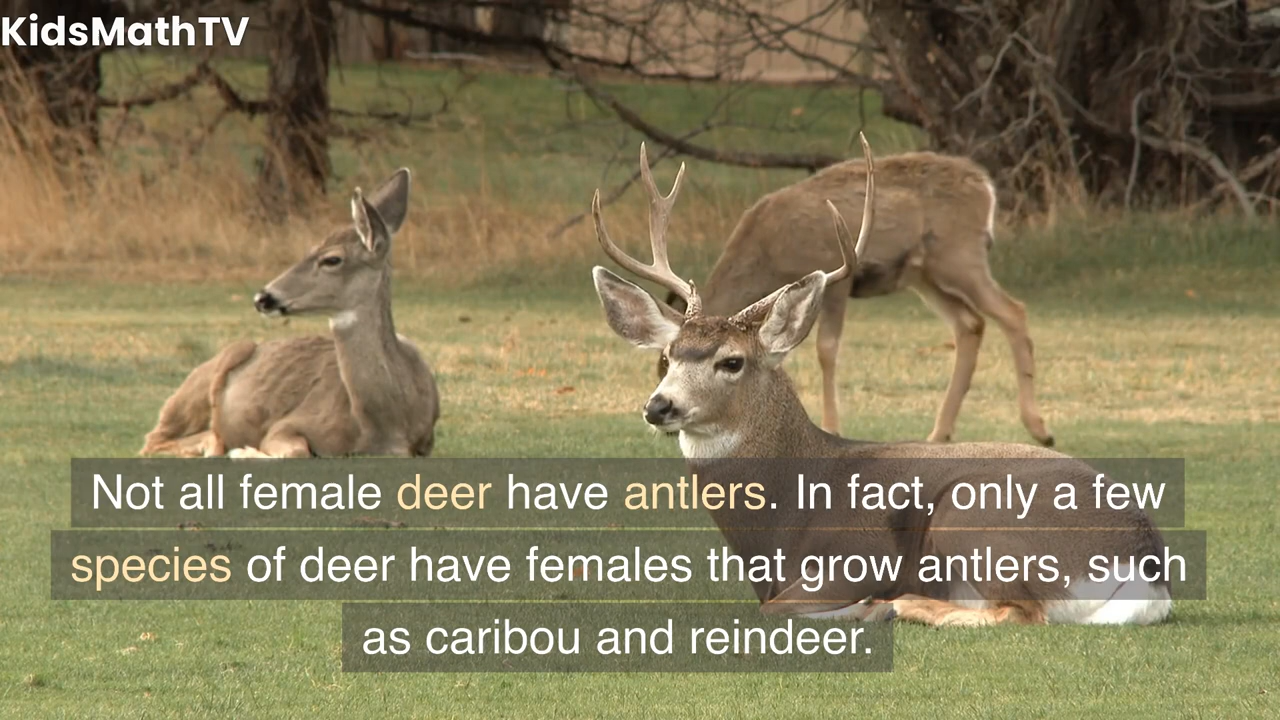 KidsMathTV
Not all female deer have antlers. In fact, only a few
species of deer have females that grow antlers, such
as caribou and reindeer.